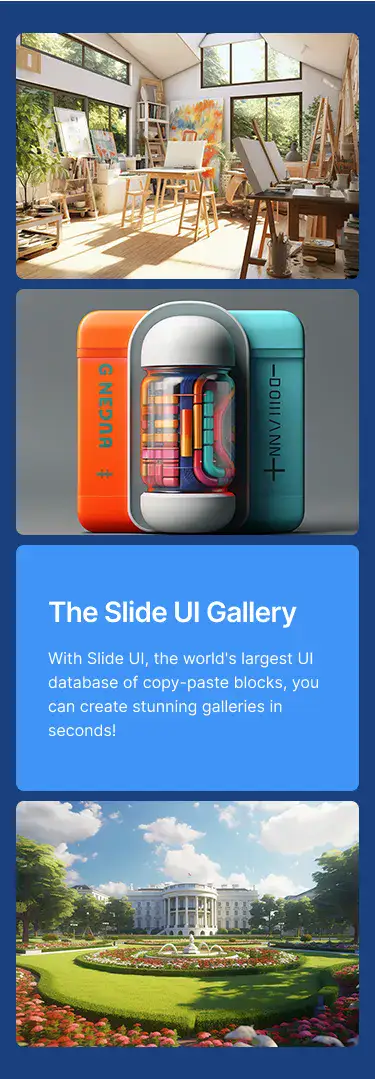 The Slide UI Gallery
With Slide UI, the world's largest UI
database of copy-paste blocks, you
can create stunning galleries in
seconds!